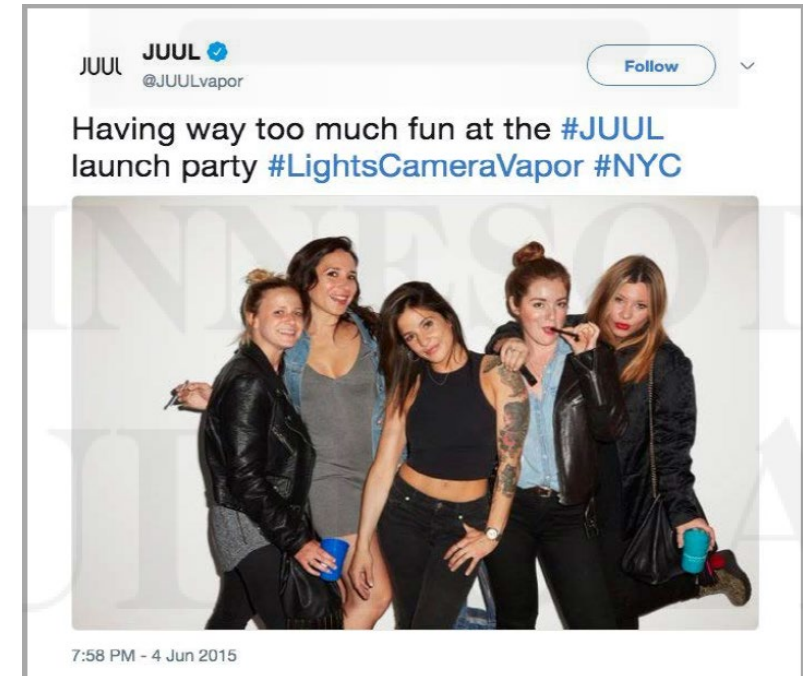 JUUL
JUUL
@JUULvapor
Follow
Having way too much fun at the #JUUL
launch party #LightsCameraVapor #NYC
7:58 PM - 4 Jun 2015